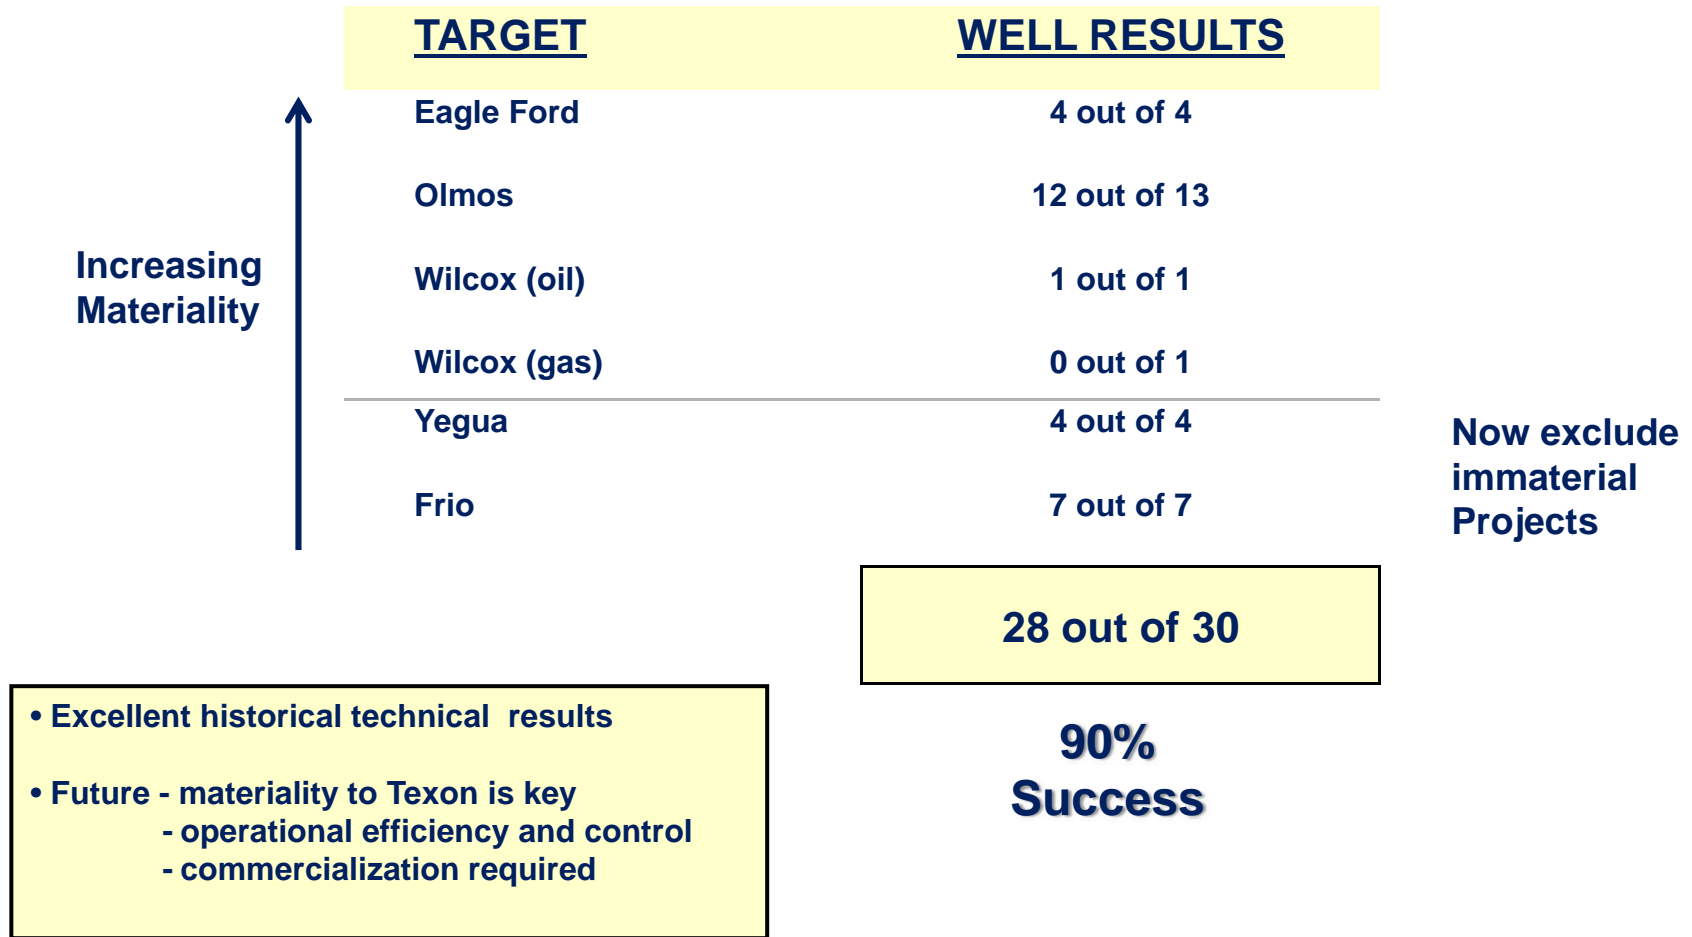 TARGET WELL RESULTS
Eagle Ford 4 out of 4
Olmos 12 out of 13
Increasing
Materiality
Wilcox (oil) 1 out of 1
Wilcox (gas) 0 out of 1
Yegua 4 out of 4
Frio 7 out of 7
Now exclude
immaterial
Projects
28 out of 30
90%
Success
• Excellent historical technical results
• Future - materiality to Texon is key
- operational efficiency and control
- commercialization required